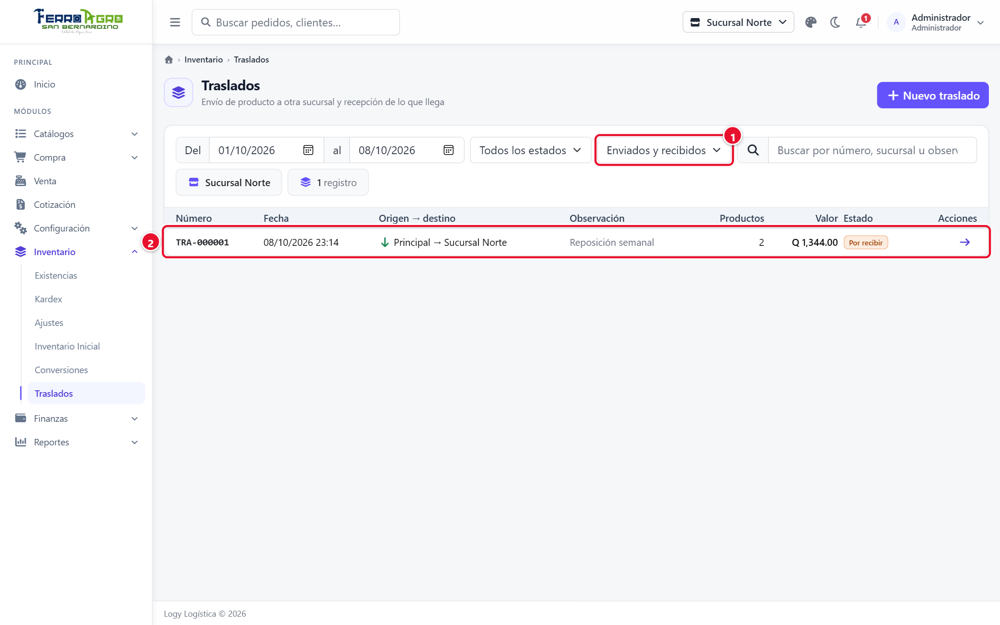 FERRO AGRO
SAN BERNARDINO
Buscar pedidos, clientes...
Sucursal Norte
1
A
Administrador
Administrador
PRINCIPAL
Inicio
MÓDULOS
Catálogos
Compra
Venta
Cotización
Configuración
Inventario
Existencias
Kardex
Ajustes
Inventario Inicial
Conversiones
Traslados
Finanzas
Reportes
Inventario › Traslados
Traslados
Envío de producto a otra sucursal y recepción de lo que llega
+ Nuevo traslado
Del 01/10/2026 al 08/10/2026 Todos los estados Enviados y recibidos 1 Buscar por número, sucursal u obser
Sucursal Norte 1 registro
Número Fecha Origen → destino Observación Productos Valor Estado Acciones
2 TRA-000001 08/10/2026 23:14 ↓ Principal → Sucursal Norte Reposición semanal 2 Q 1,344.00 Por recibir →
Logy Logística © 2026